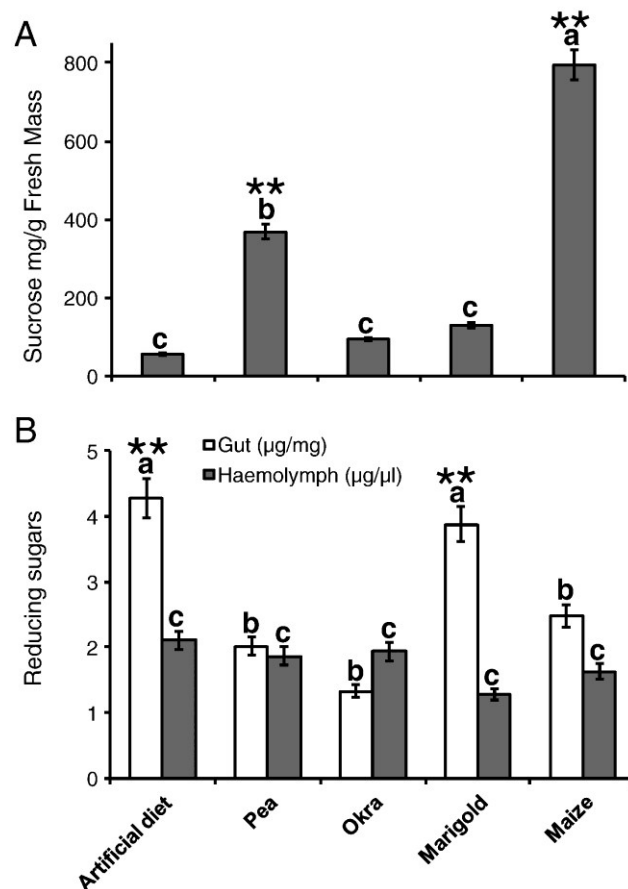 A
Sucrose mg/g Fresh Mass
800
600
400
200
0
c
**
b
c
c
**
a
B
Reducing sugars
5
4
3
2
1
0
Gut (µg/mg)
Haemolymph (µg/µl)
**
a
c
b
c
b
c
**
a
c
b
c
Artificial diet
Pea
Okra
Marigold
Maize